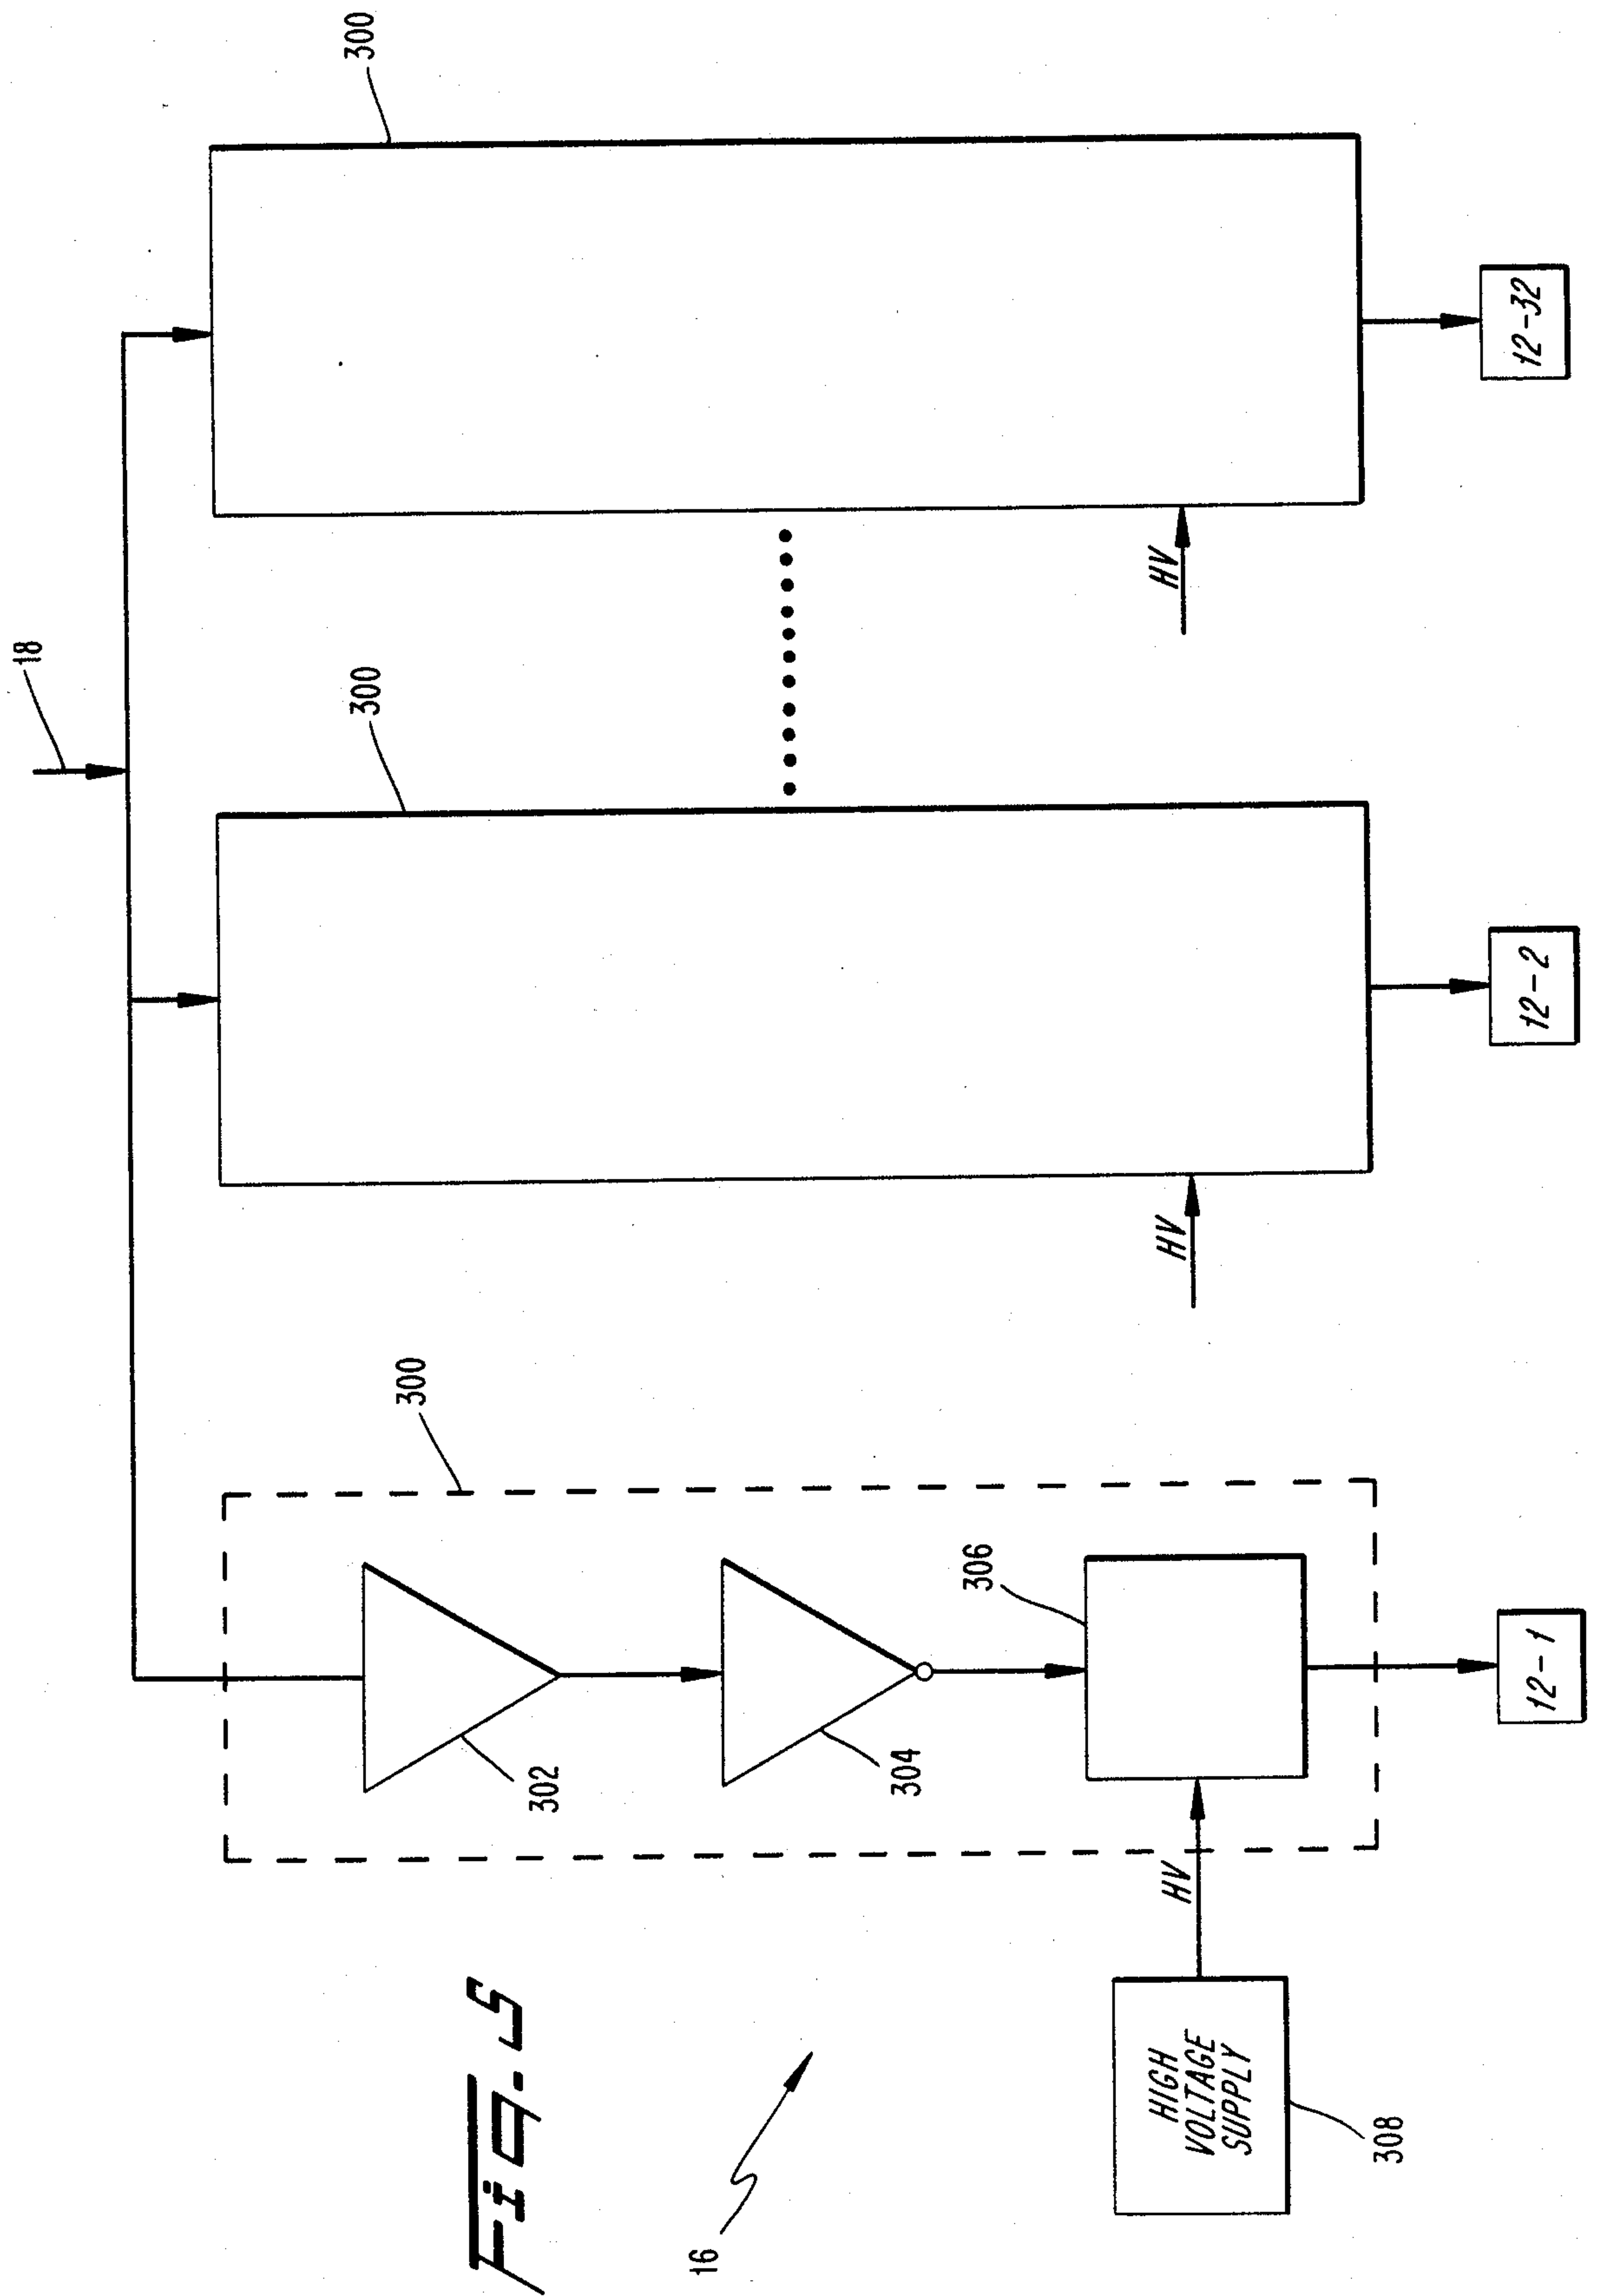 Fig. 5
16
18
300
300
300
302
304
306
HV
HV
HV
HIGH
VOLTAGE
SUPPLY
308
12-1
12-2
12-32